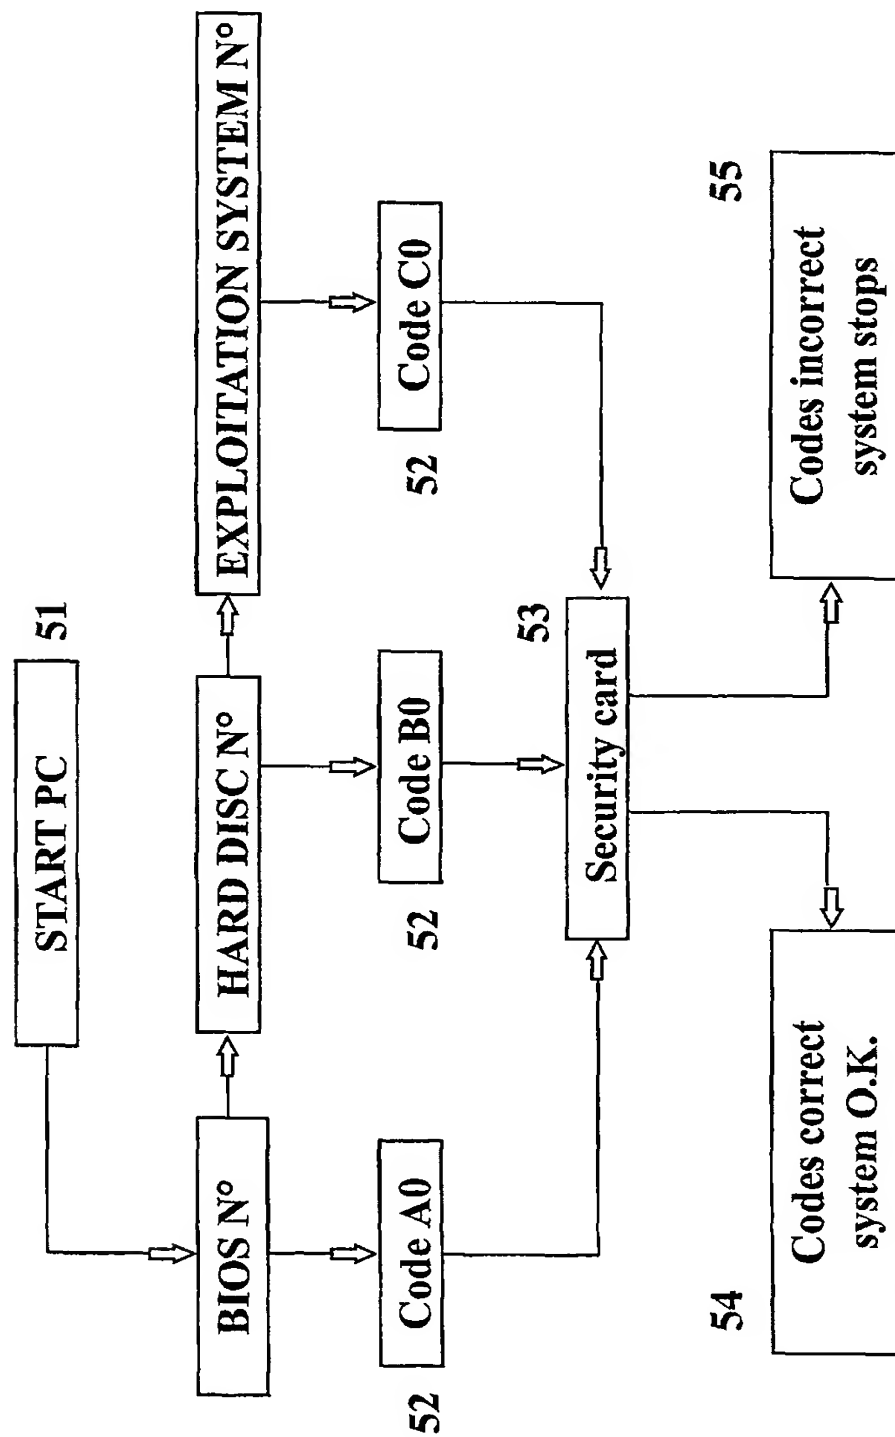 START PC
51
BIOS N°
HARD DISC N°
EXPLOITATION SYSTEM N°
Code A0
52
Code B0
52
Code C0
52
Security card
53
54
Codes correct
system O.K.
55
Codes incorrect
system stops